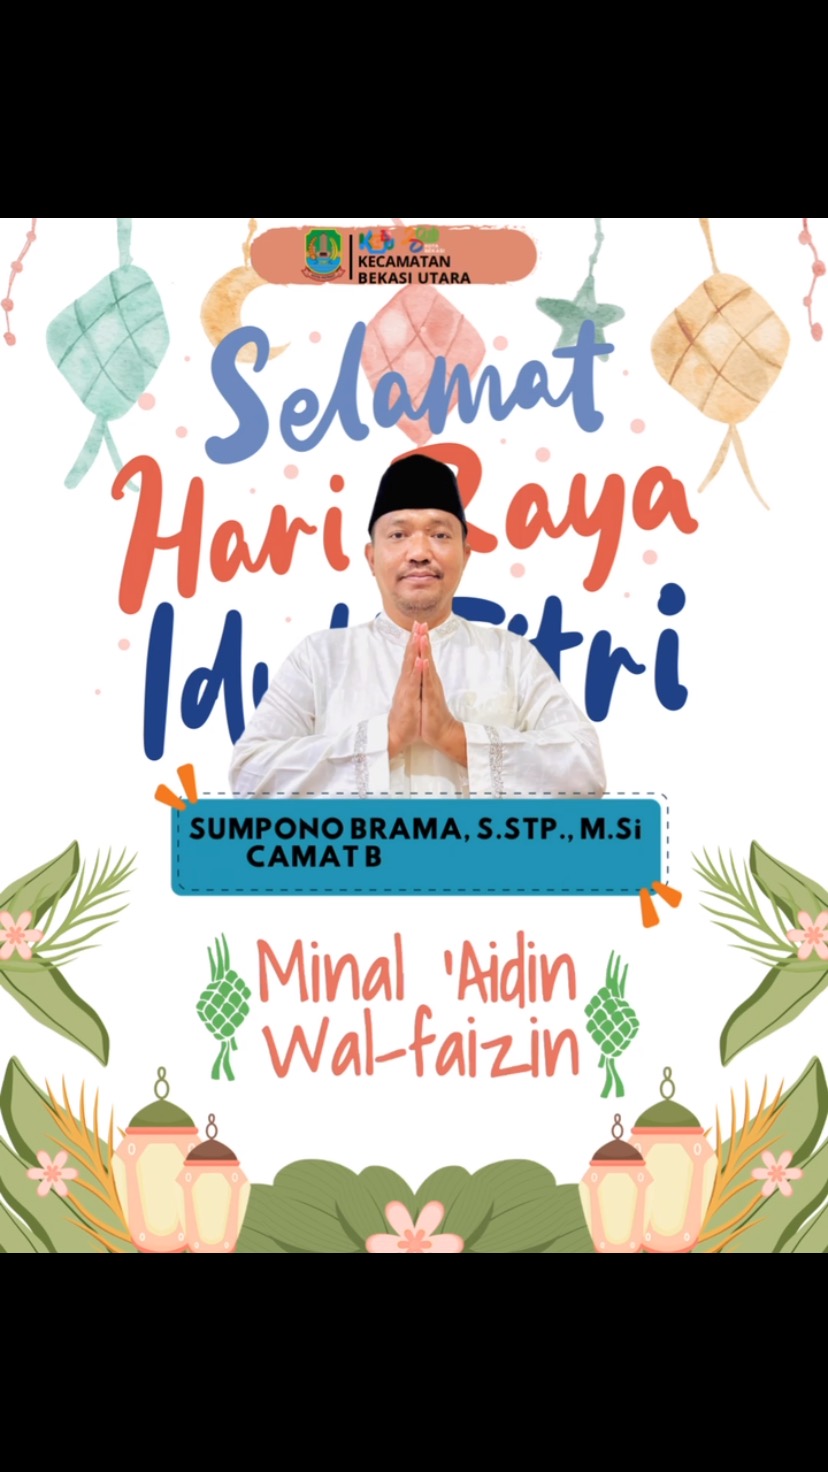 KECAMATAN
BEKASI UTARA
Selamat
Hari Raya
Idul Fitri
SUMPONO BRAMA, S.STP., M.Si
CAMAT B
Minal 'Aidin
Wal-faizin